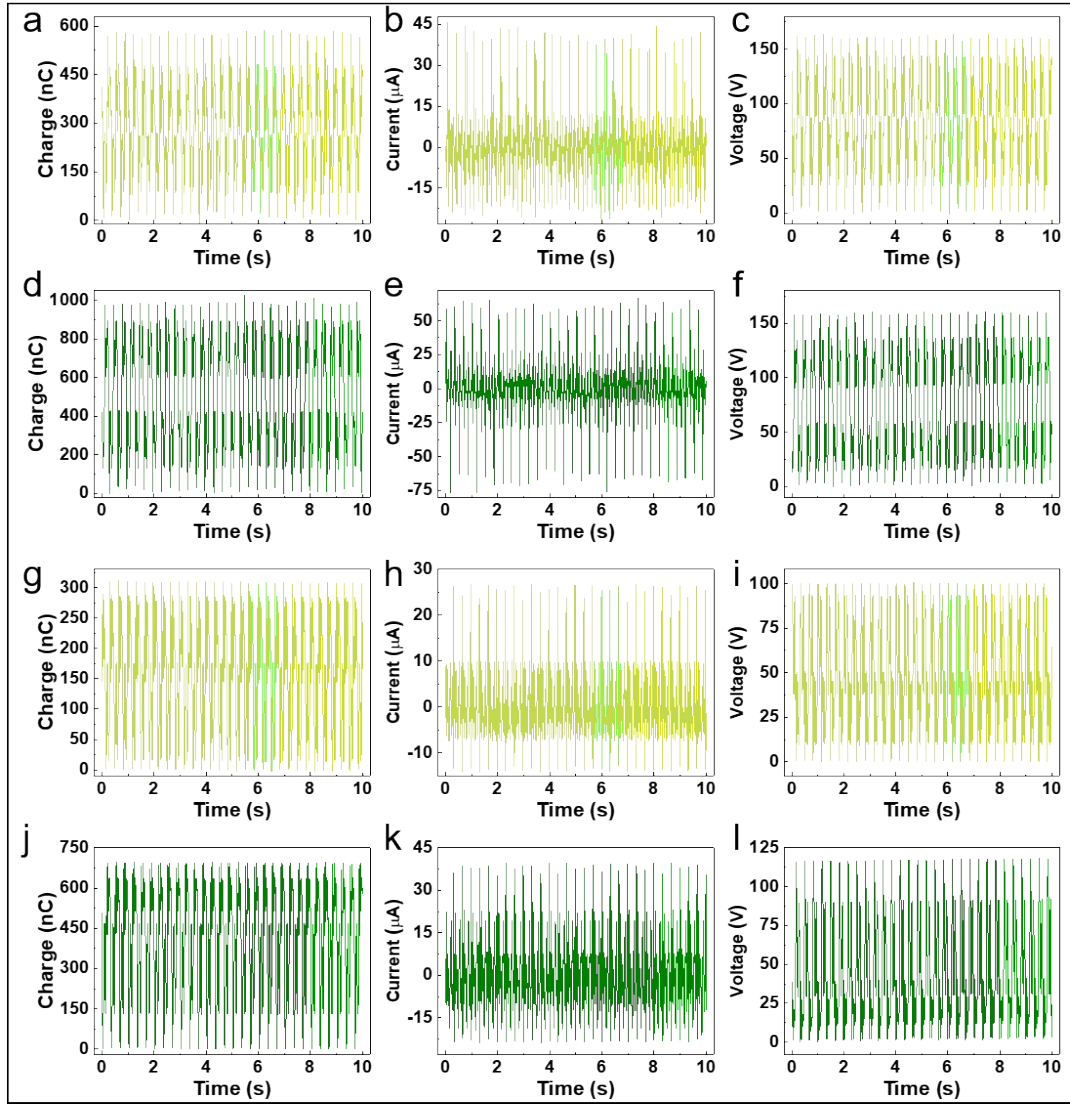 a
Charge (nC)
600
450
300
150
0
0 2 4 6 8 10
Time (s)
b
Current (μA)
45
30
15
0
-15
0 2 4 6 8 10
Time (s)
c
Voltage (V)
150
100
50
0
0 2 4 6 8 10
Time (s)
d
Charge (nC)
1000
800
600
400
200
0
0 2 4 6 8 10
Time (s)
e
Current (μA)
50
25
0
-25
-50
-75
0 2 4 6 8 10
Time (s)
f
Voltage (V)
150
100
50
0
0 2 4 6 8 10
Time (s)
g
Charge (nC)
300
250
200
150
100
50
0
0 2 4 6 8 10
Time (s)
h
Current (μA)
30
20
10
0
-10
0 2 4 6 8 10
Time (s)
i
Voltage (V)
100
75
50
25
0
0 2 4 6 8 10
Time (s)
j
Charge (nC)
750
600
450
300
150
0
0 2 4 6 8 10
Time (s)
k
Current (μA)
45
30
15
0
-15
0 2 4 6 8 10
Time (s)
l
Voltage (V)
125
100
75
50
25
0
0 2 4 6 8 10
Time (s)